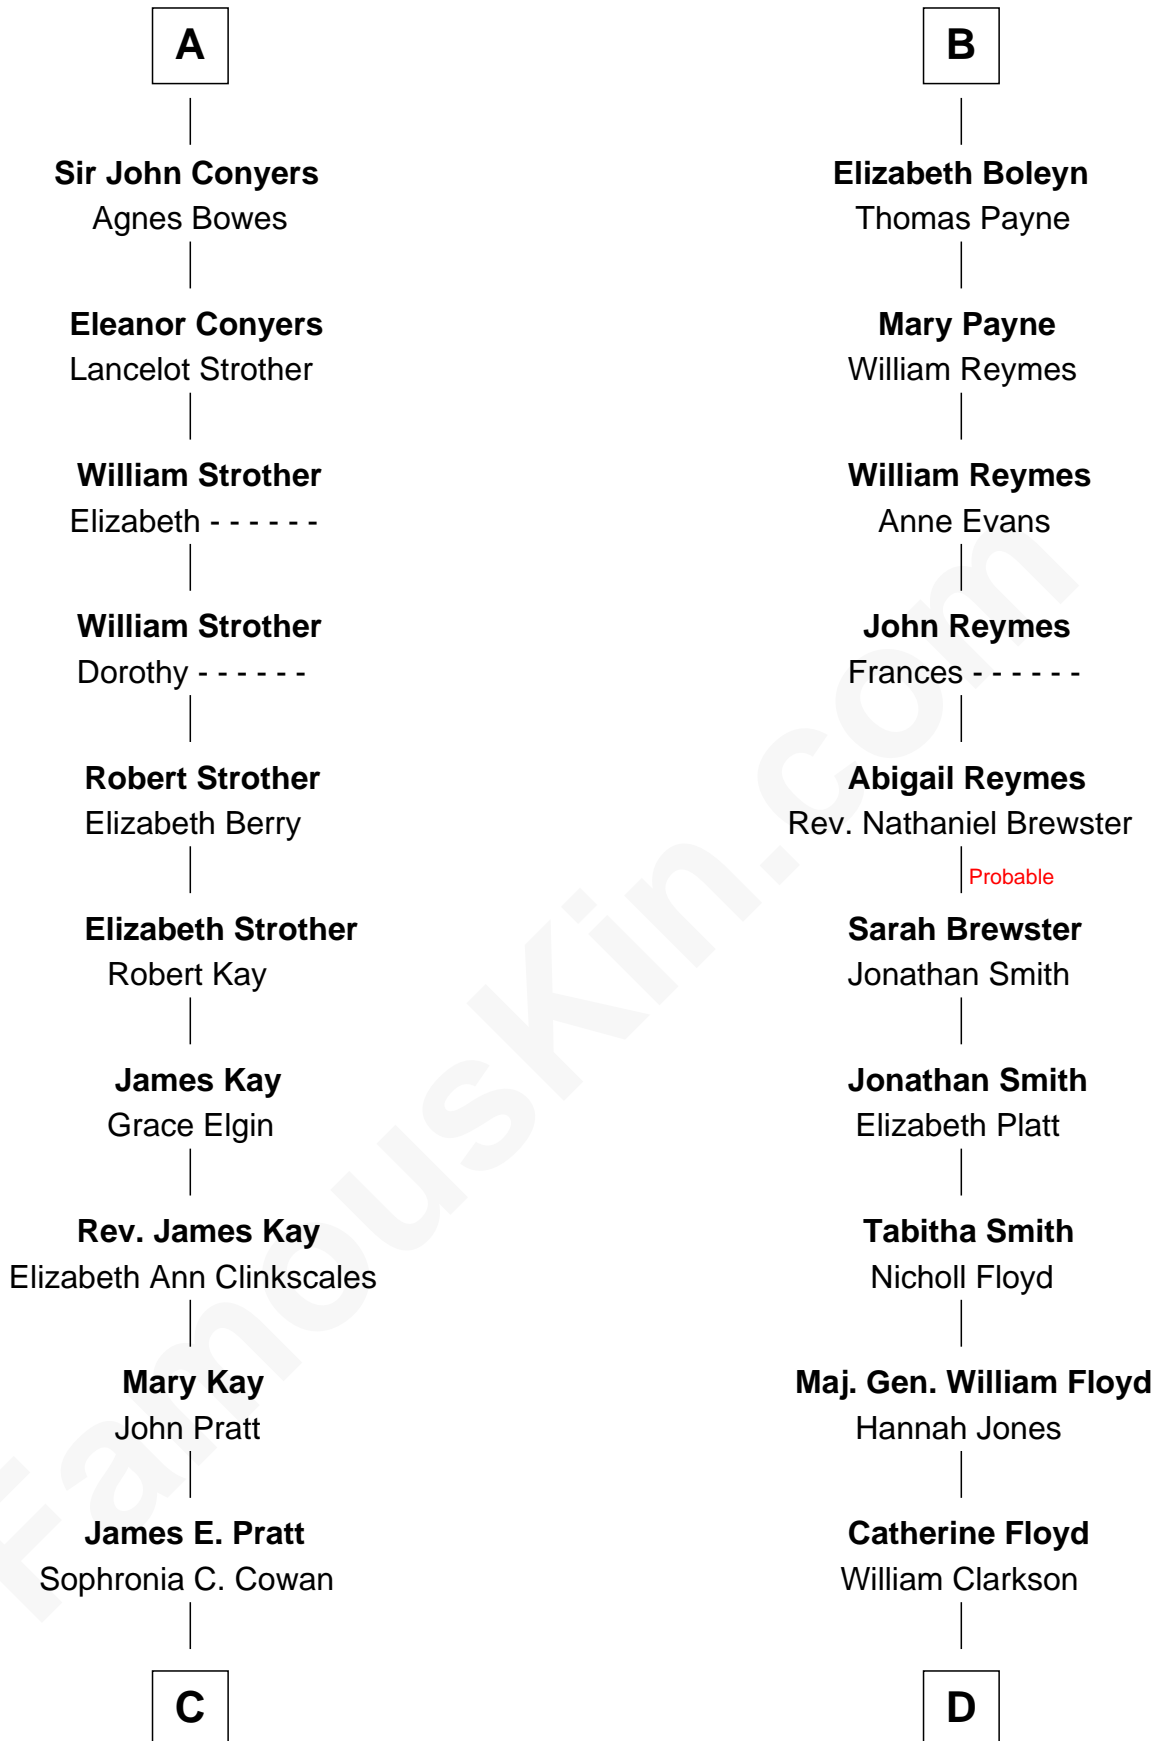 A
Sir John Conyers
Agnes Bowes
Eleanor Conyers
Lancelot Strother
William Strother
Elizabeth - - - - - -
William Strother
Dorothy - - - - - -
Robert Strother
Elizabeth Berry
Elizabeth Strother
Robert Kay
James Kay
Grace Elgin
Rev. James Kay
Elizabeth Ann Clinkscales
Mary Kay
John Pratt
James E. Pratt
Sophronia C. Cowan
C
B
Elizabeth Boleyn
Thomas Payne
Mary Payne
William Reymes
William Reymes
Anne Evans
John Reymes
Frances - - - - - -
Abigail Reymes
Rev. Nathaniel Brewster
Probable
Sarah Brewster
Jonathan Smith
Jonathan Smith
Elizabeth Platt
Tabitha Smith
Nicholl Floyd
Maj. Gen. William Floyd
Hannah Jones
Catherine Floyd
William Clarkson
D
FamousKin.com